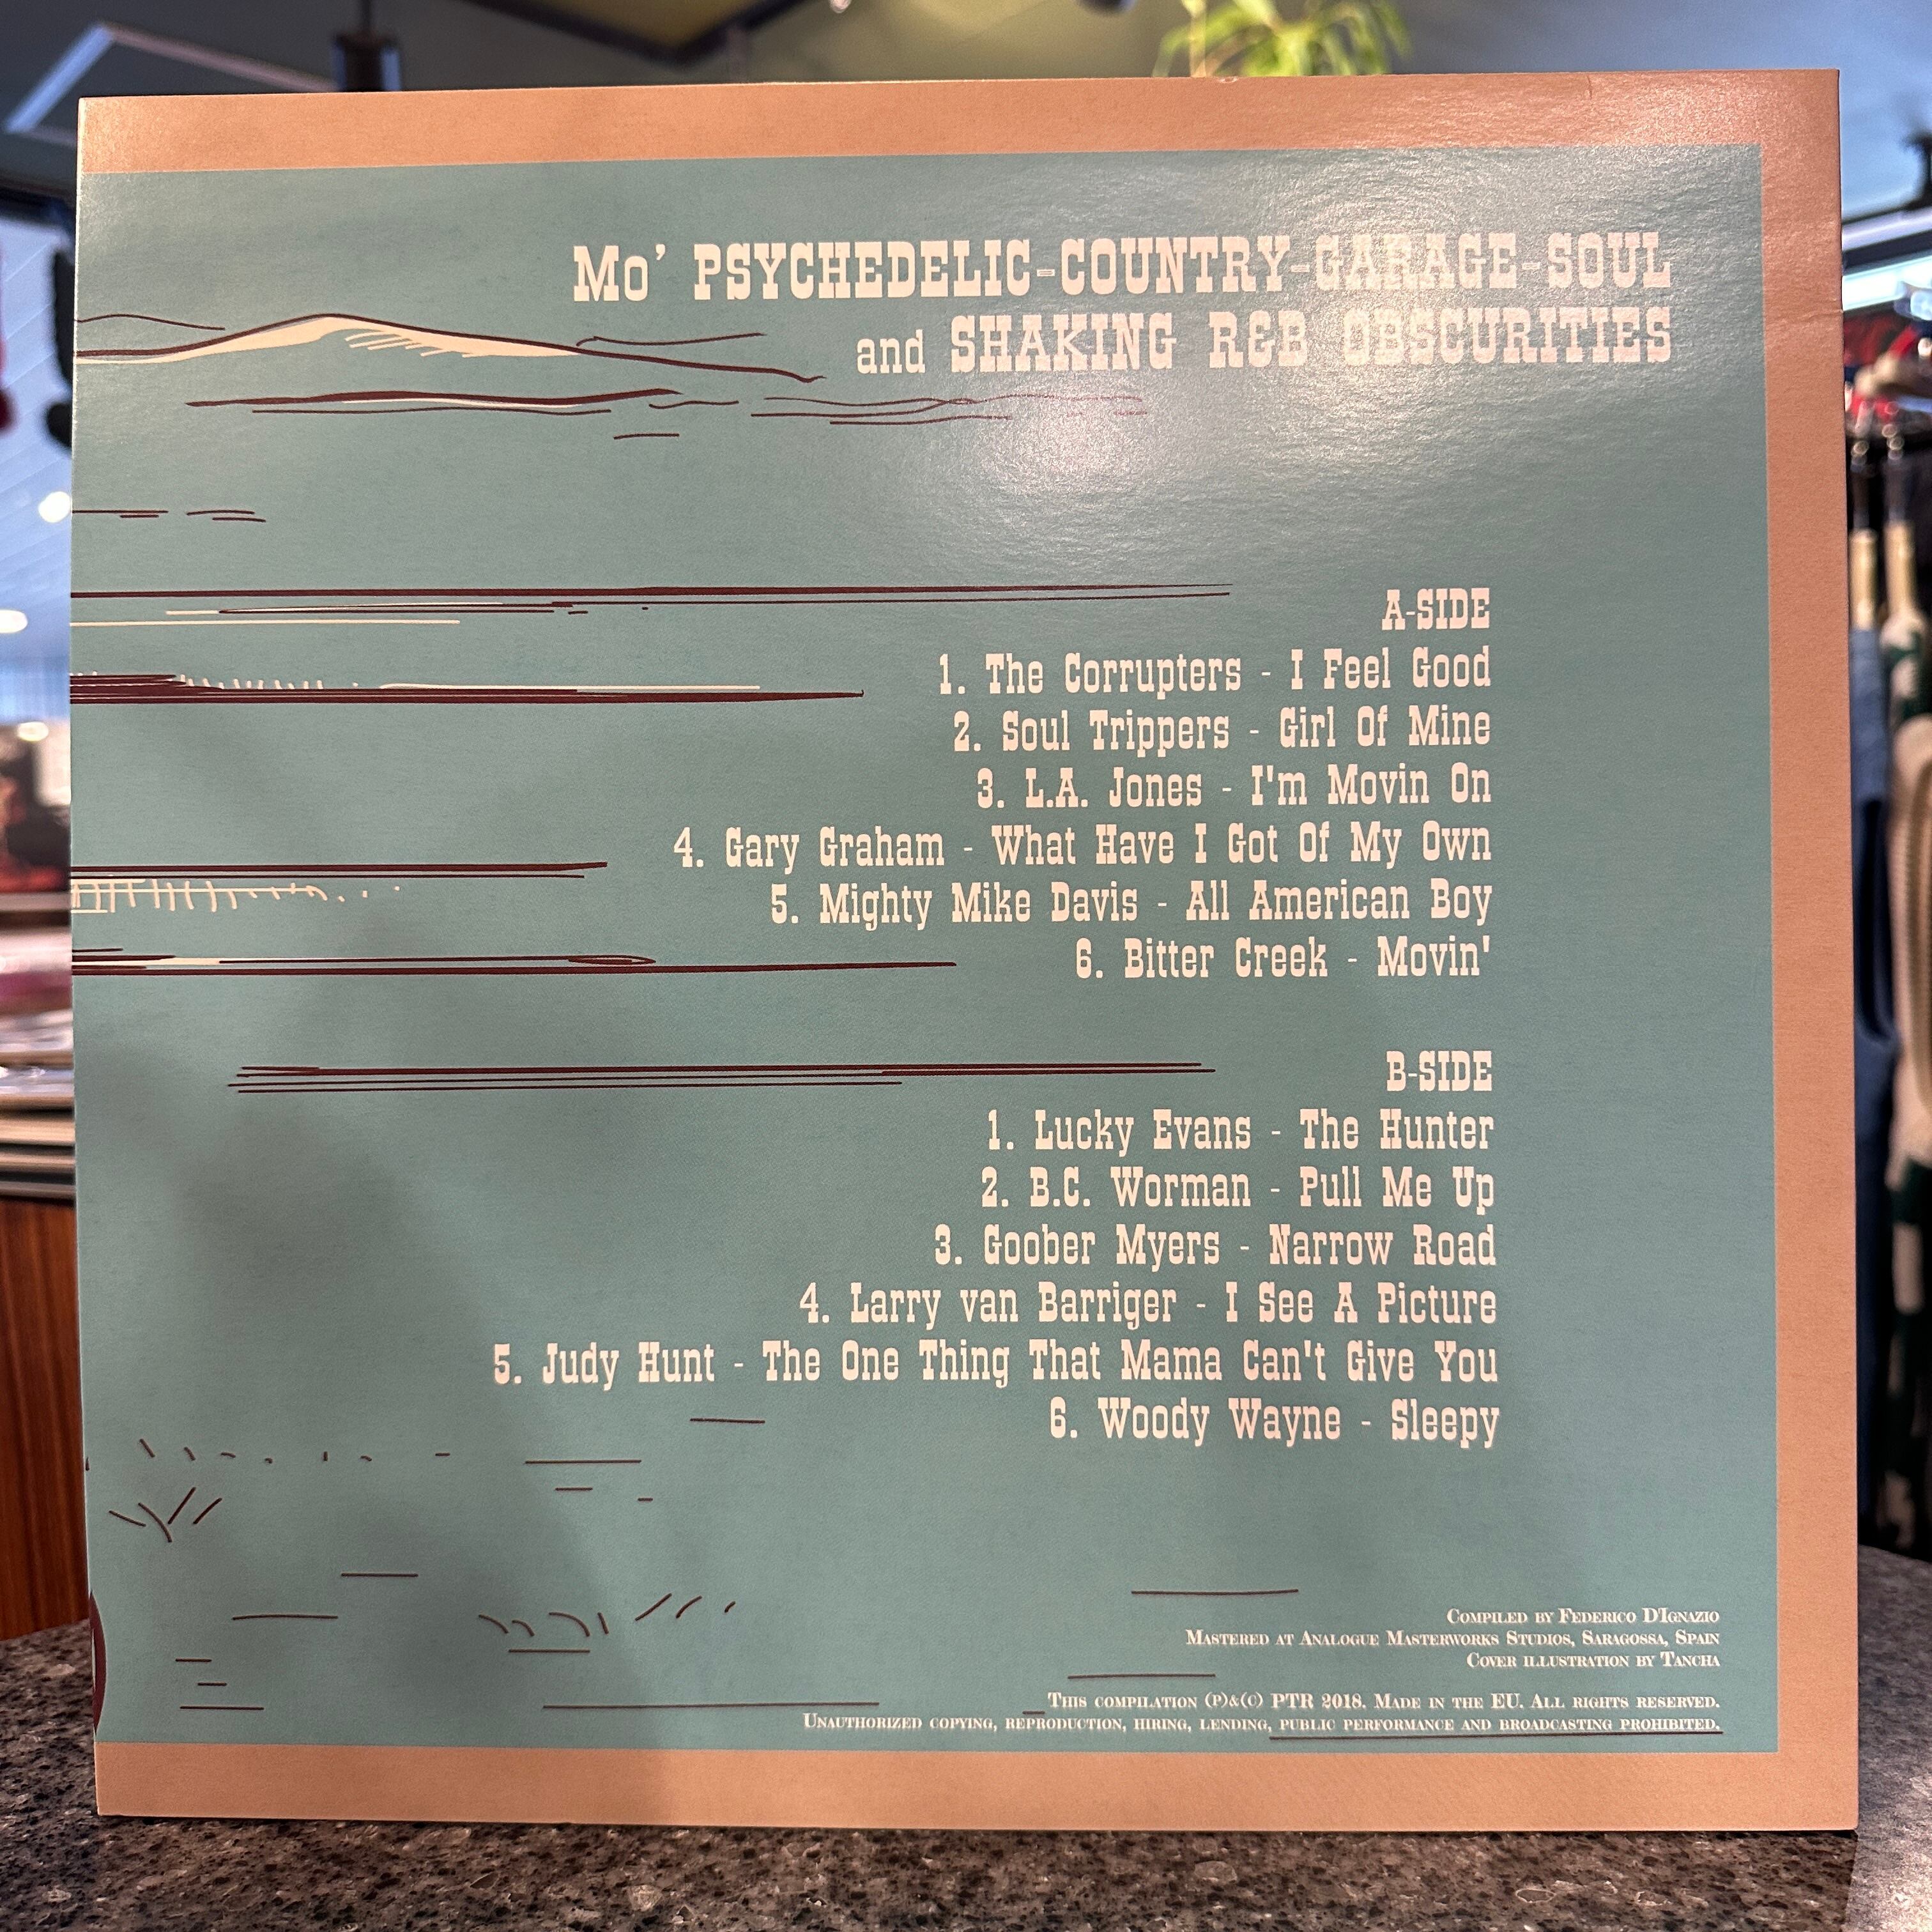 Mo' PSYCHEDELIC-COUNTRY-GARAGE-SOUL
and SHAKING R&B OBSCURITIES
A-SIDE
1. The Corrupters - I Feel Good
2. Soul Trippers - Girl Of Mine
3. L.A. Jones - I'm Movin On
4. Gary Graham - What Have I Got Of My Own
5. Mighty Mike Davis - All American Boy
6. Bitter Creek - Movin'
B-SIDE
1. Lucky Evans - The Hunter
2. B.C. Worman - Pull Me Up
3. Goober Myers - Narrow Road
4. Larry van Barriger - I See A Picture
5. Judy Hunt - The One Thing That Mama Can't Give You
6. Woody Wayne - Sleepy
Compiled by Federico D'Ignazio
Mastered at Analogue Masterworks Studios, Saragossa, Spain
Cover illustration by Tancha
This compilation (P)&(C) PTR 2018. Made in the EU. All rights reserved.
Unauthorized copying, reproduction, hiring, lending, public performance and broadcasting prohibited.